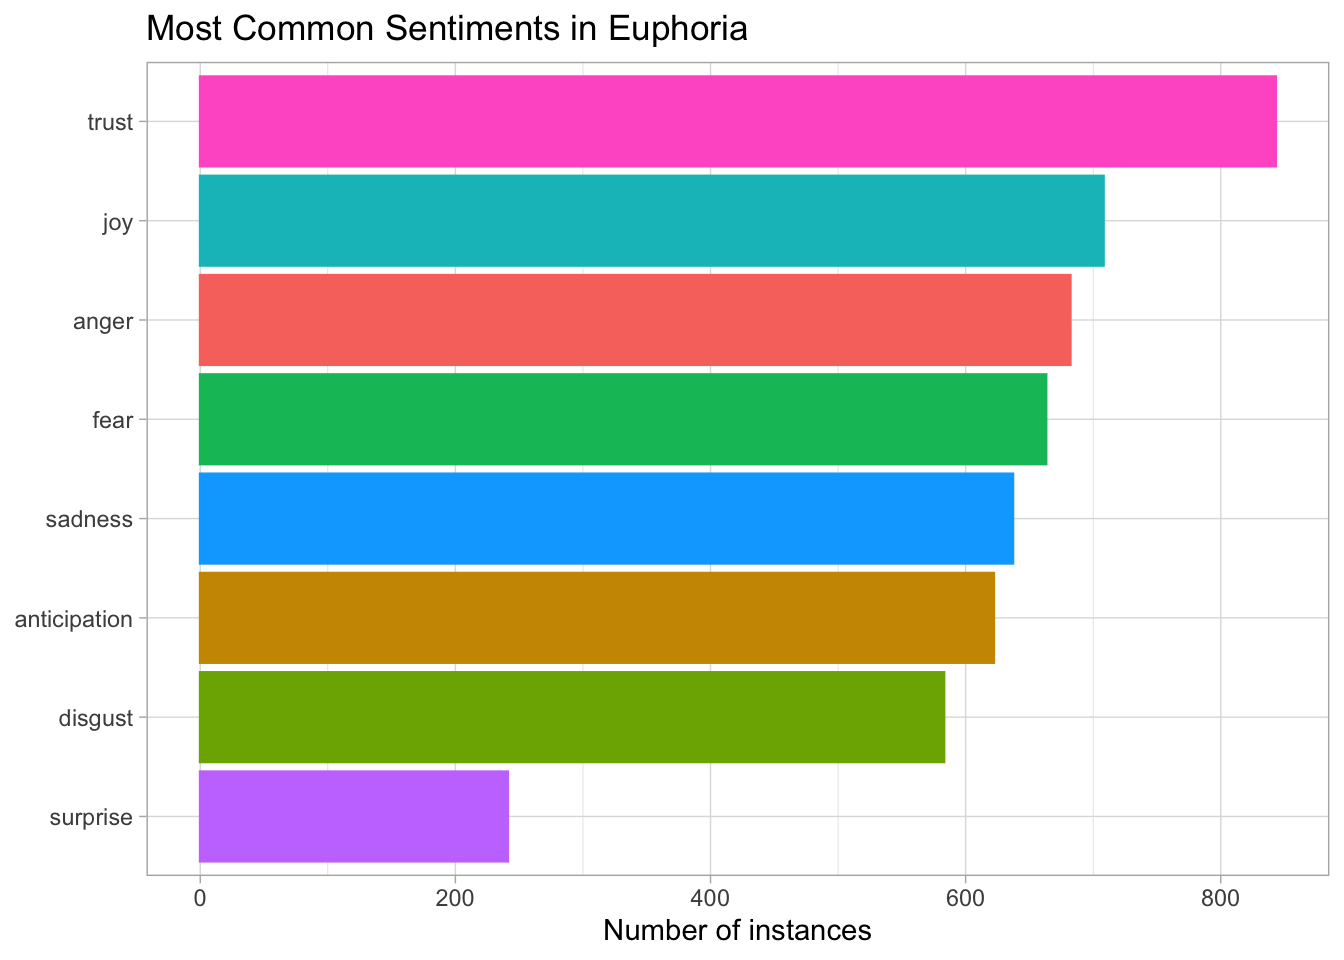 Most Common Sentiments in Euphoria
trust
joy
anger
fear
sadness
anticipation
disgust
surprise
0 200 400 600 800
Number of instances